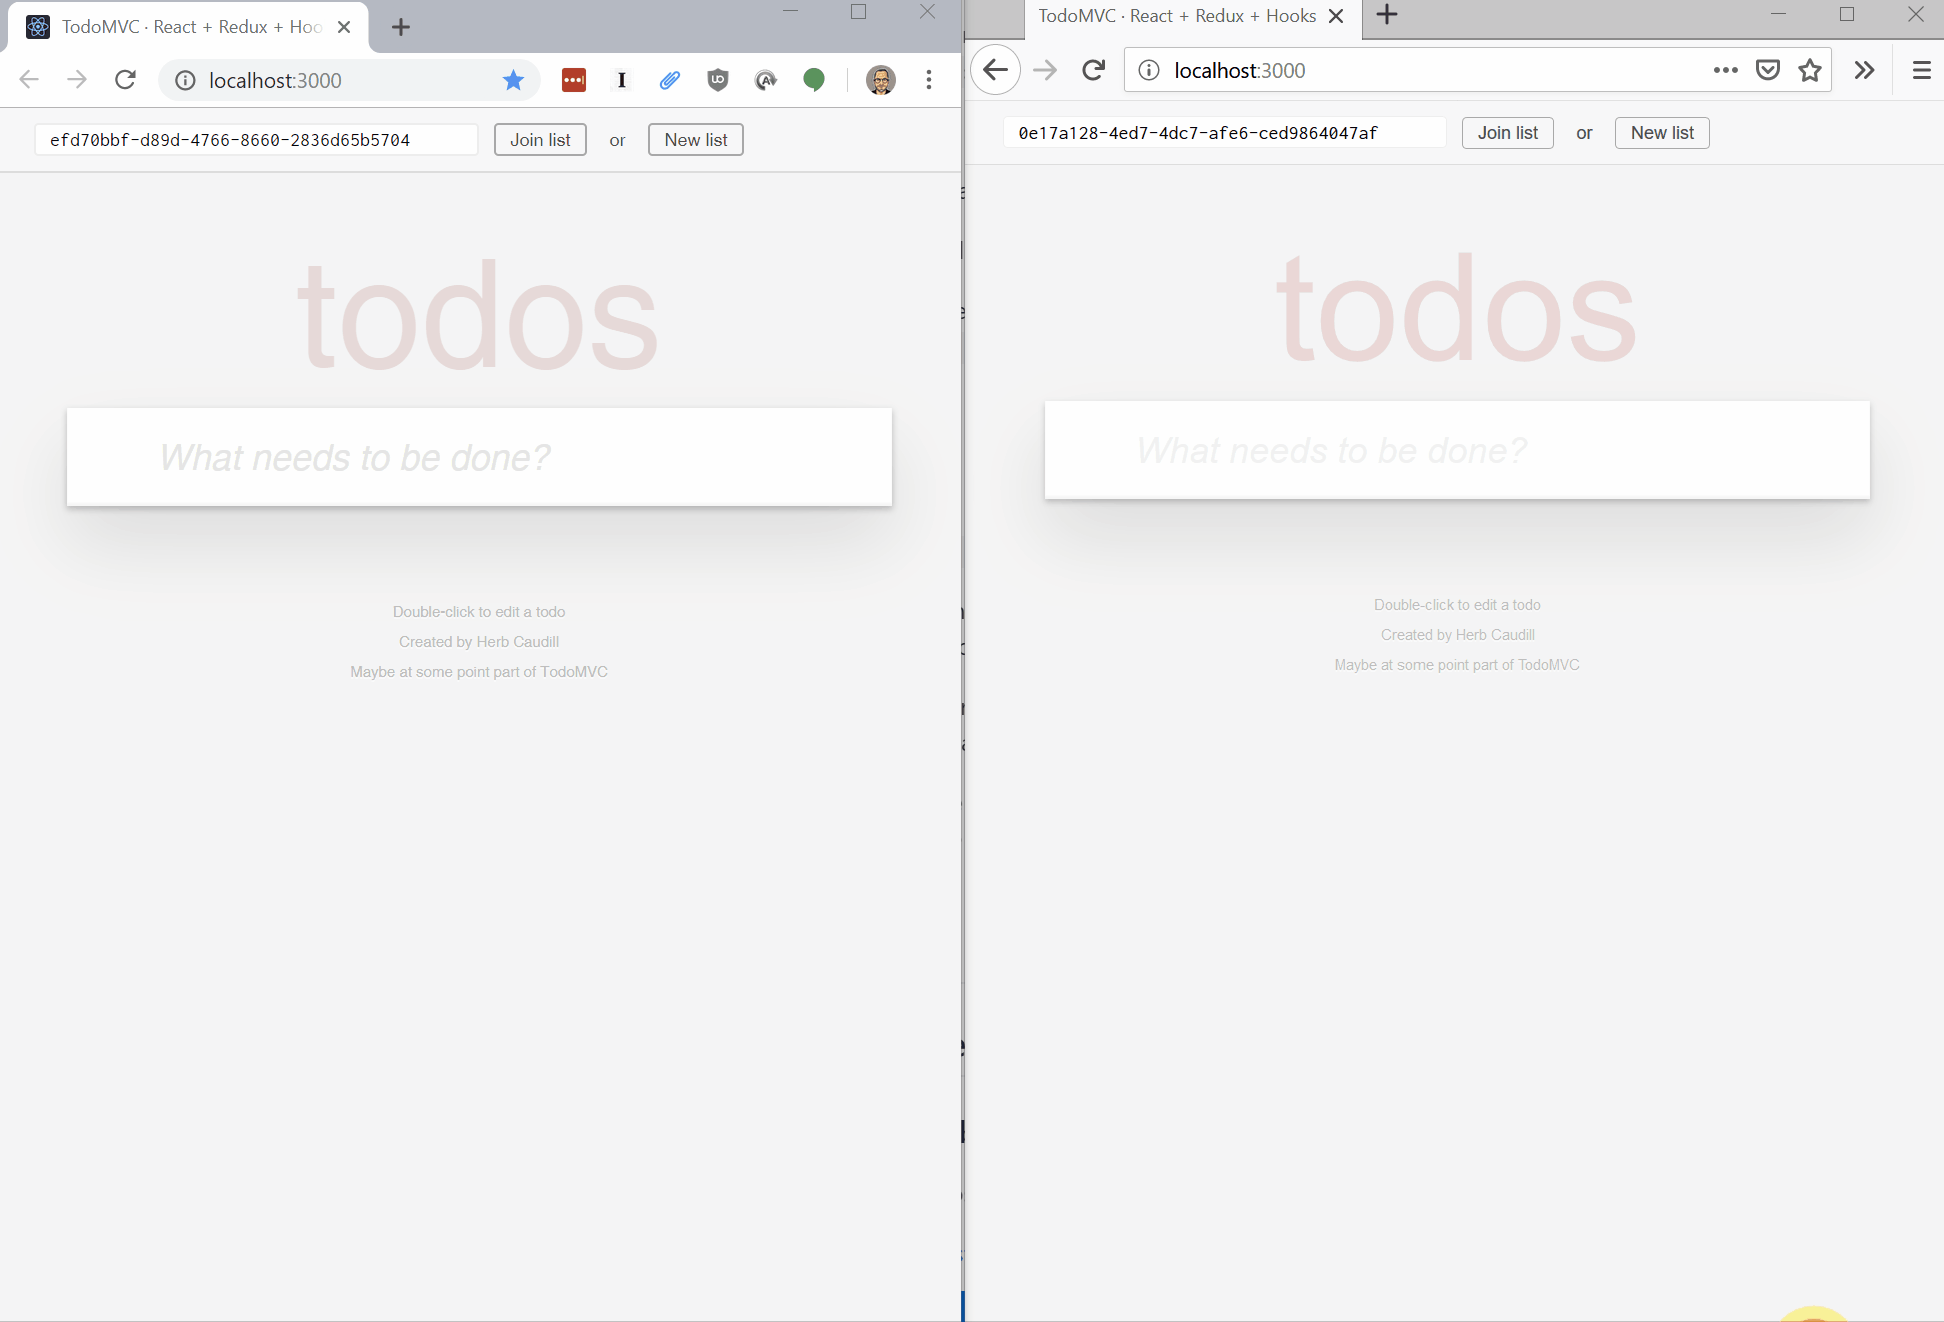 TodoMVC · React + Redux + Hoo
localhost:3000
efd70bbf-d89d-4766-8660-2836d65b5704
Join list
or
New list
todos
What needs to be done?
Double-click to edit a todo
Created by Herb Caudill
Maybe at some point part of TodoMVC
TodoMVC · React + Redux + Hooks
localhost:3000
0e17a128-4ed7-4dc7-afe6-ced9864047af
Join list
or
New list
todos
What needs to be done?
Double-click to edit a todo
Created by Herb Caudill
Maybe at some point part of TodoMVC